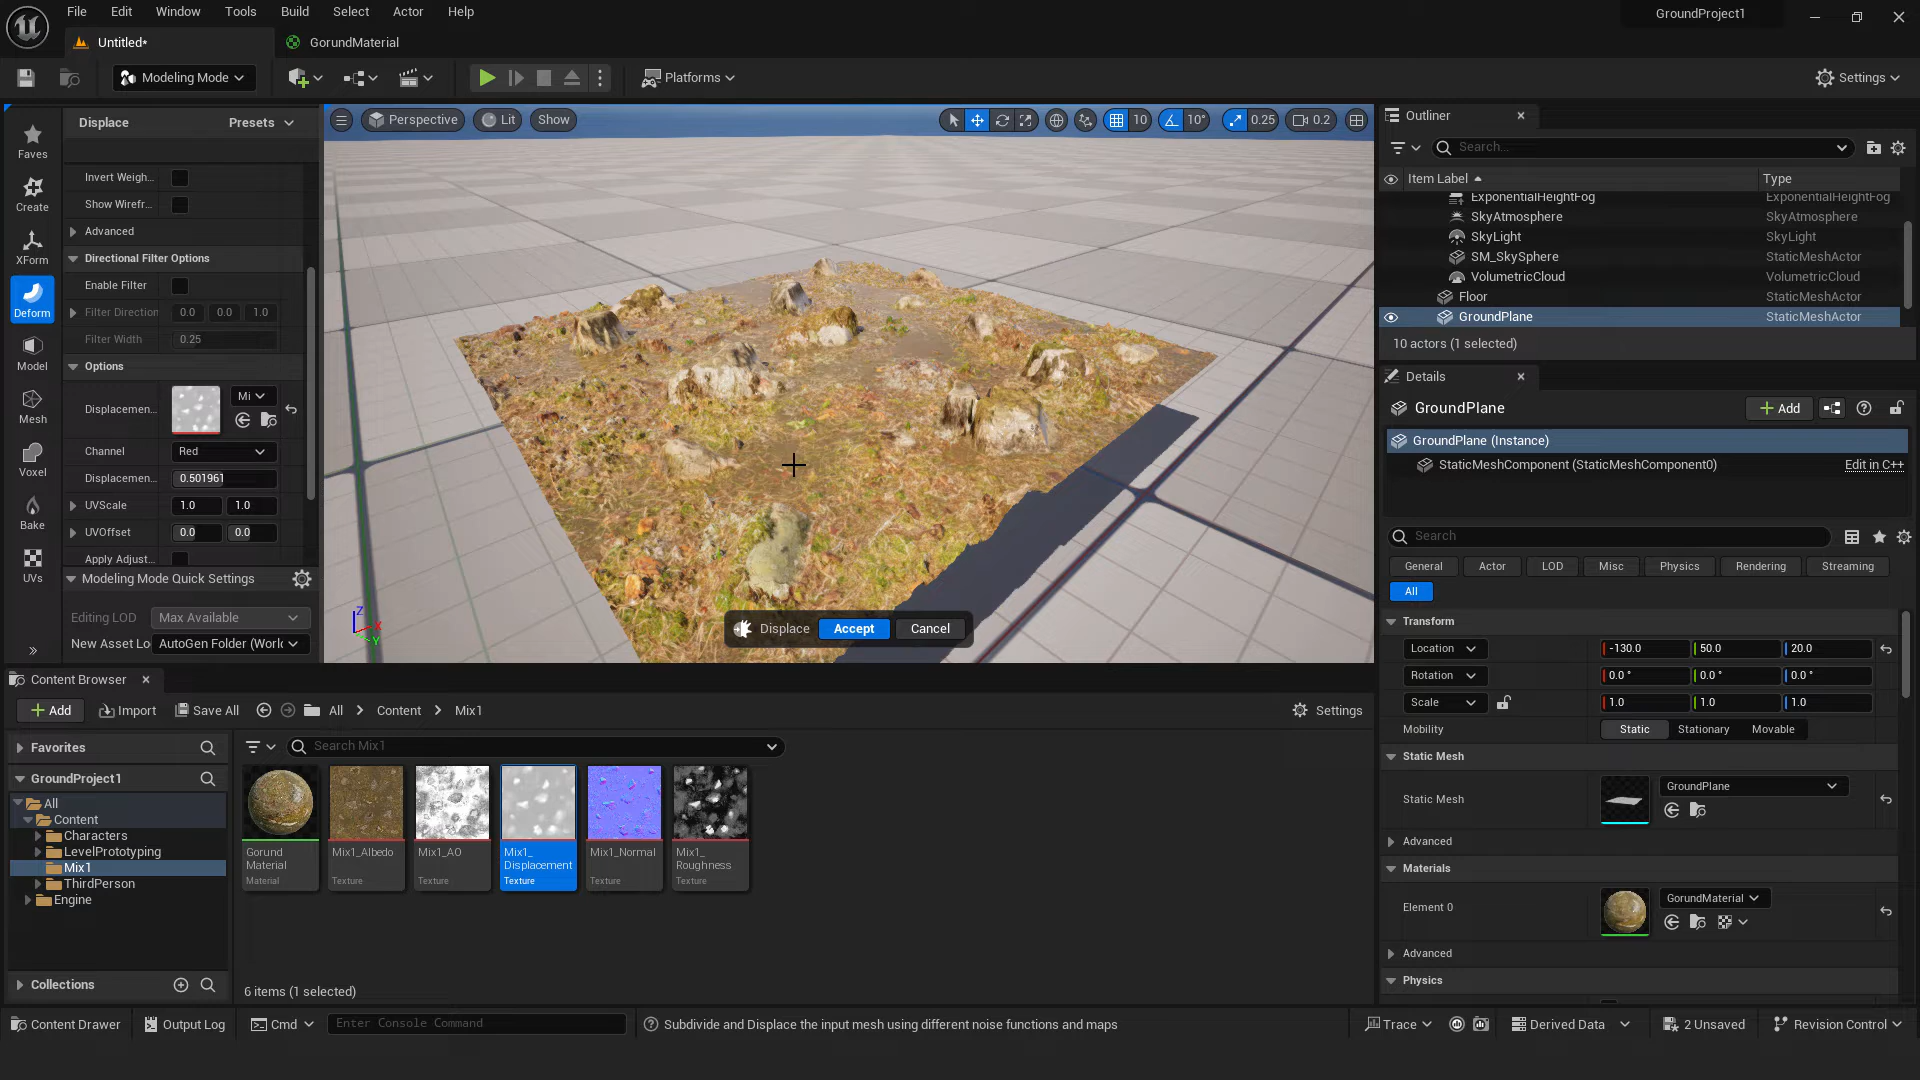 File Edit Window Tools Build Select Actor Help
GroundProject1
Untitled*
GorundMaterial
Modeling Mode
Platforms
Settings
Displace
Presets
Faves
Create
XForm
Deform
Model
Mesh
Voxel
Bake
UVs
Invert Weigh...
Show Wirefr...
Advanced
Directional Filter Options
Enable Filter
Filter Direction 0.0 0.0 1.0
Filter Width 0.25
Options
Displacemen... Mi
Channel Red
Displacemen... 0.501961
UVScale 1.0 1.0
UVOffset 0.0 0.0
Apply Adjust...
Modeling Mode Quick Settings
Editing LOD Max Available
New Asset Lo AutoGen Folder (World
Perspective Lit Show
10 10° 0.25 0.2
Z X Y
Displace Accept Cancel
Outliner
Search...
Item Label Type
ExponentialHeightFog ExponentialHeightFog
SkyAtmosphere SkyAtmosphere
SkyLight SkyLight
SM_SkySphere StaticMeshActor
VolumetricCloud VolumetricCloud
Floor StaticMeshActor
GroundPlane StaticMeshActor
10 actors (1 selected)
Details
GroundPlane
Add
GroundPlane (Instance)
StaticMeshComponent (StaticMeshComponent0) Edit in C++
Search
General Actor LOD Misc Physics Rendering Streaming
All
Transform
Location -130.0 50.0 20.0
Rotation 0.0 ° 0.0 ° 0.0 °
Scale 1.0 1.0 1.0
Mobility Static Stationary Movable
Static Mesh
Static Mesh GroundPlane
Advanced
Materials
Element 0 GorundMaterial
Advanced
Physics
Content Browser
Add Import Save All All Content Mix1 Settings
Favorites
GroundProject1
All
Content
Characters
LevelPrototyping
Mix1
ThirdPerson
Engine
Collections
Search Mix1
Gorund
Material
Material
Mix1_Albedo
Texture
Mix1_AO
Texture
Mix1_
Displacement
Texture
Mix1_Normal
Texture
Mix1_
Roughness
Texture
6 items (1 selected)
Content Drawer Output Log Cmd Enter Console Command Subdivide and Displace the input mesh using different noise functions and maps Trace Derived Data 2 Unsaved Revision Control